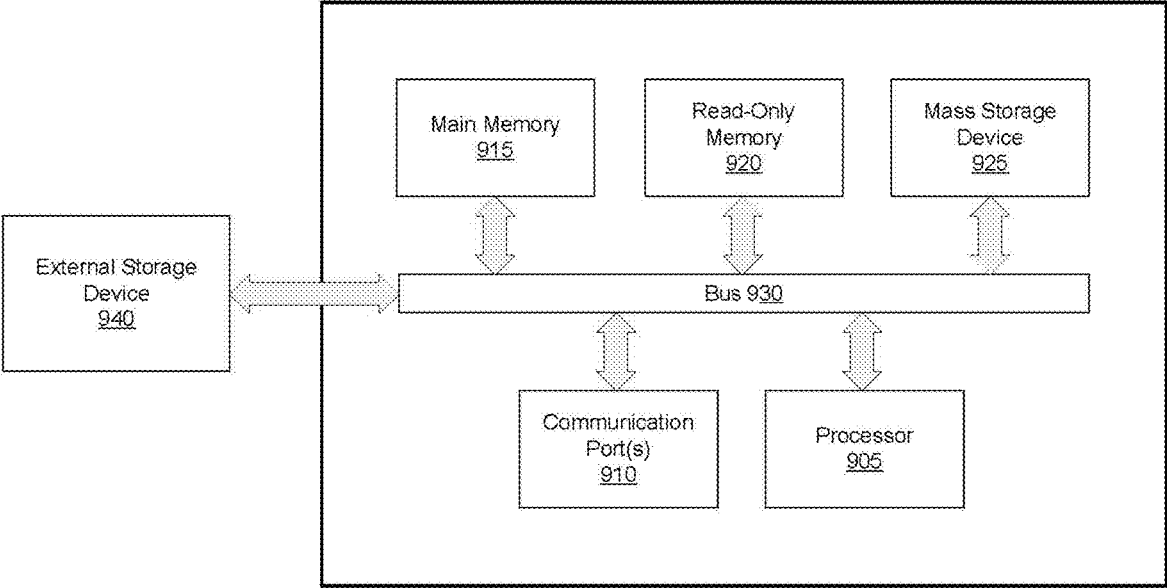 Main Memory
915
Read-Only
Memory
920
Mass Storage
Device
925
External Storage
Device
940
Bus 930
Communication
Port(s)
910
Processor
905